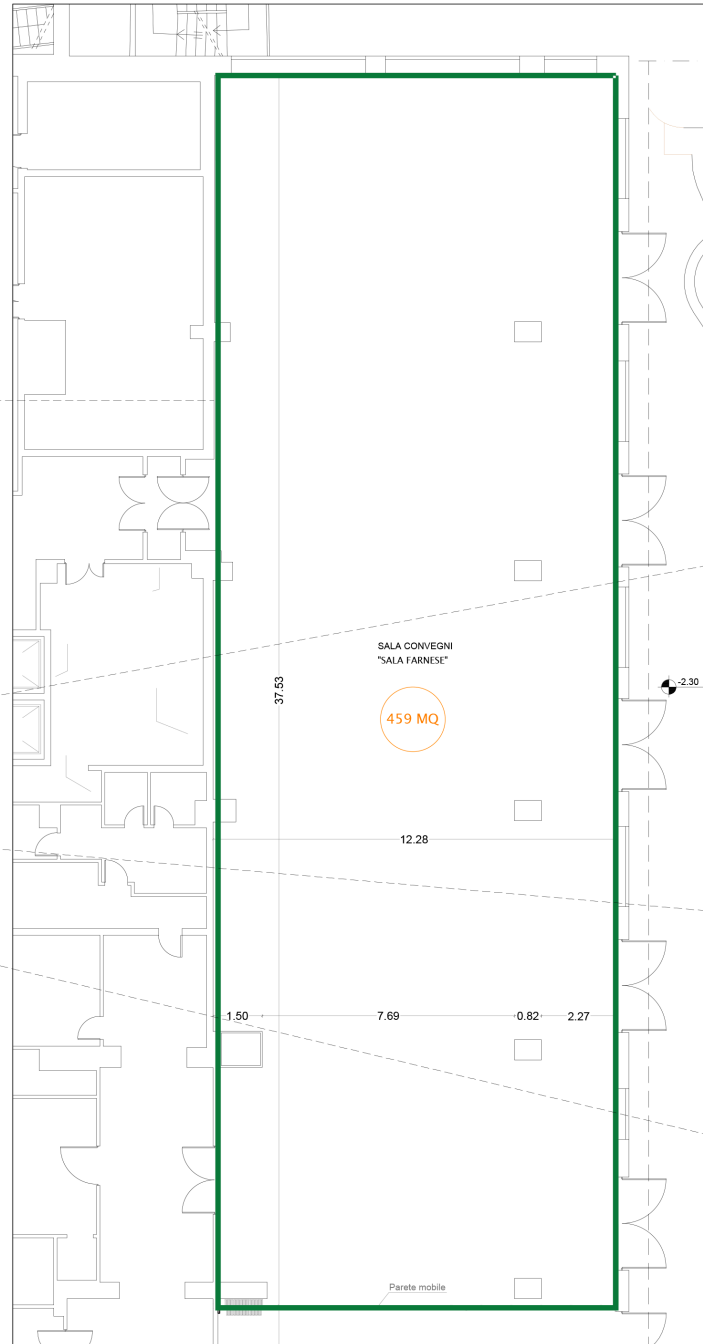 SALA CONVEGNI
"SALA FARNESE"
-2.30
37.53
459 MQ
12.28
1.50 7.69 0.82 2.27
Parete mobile